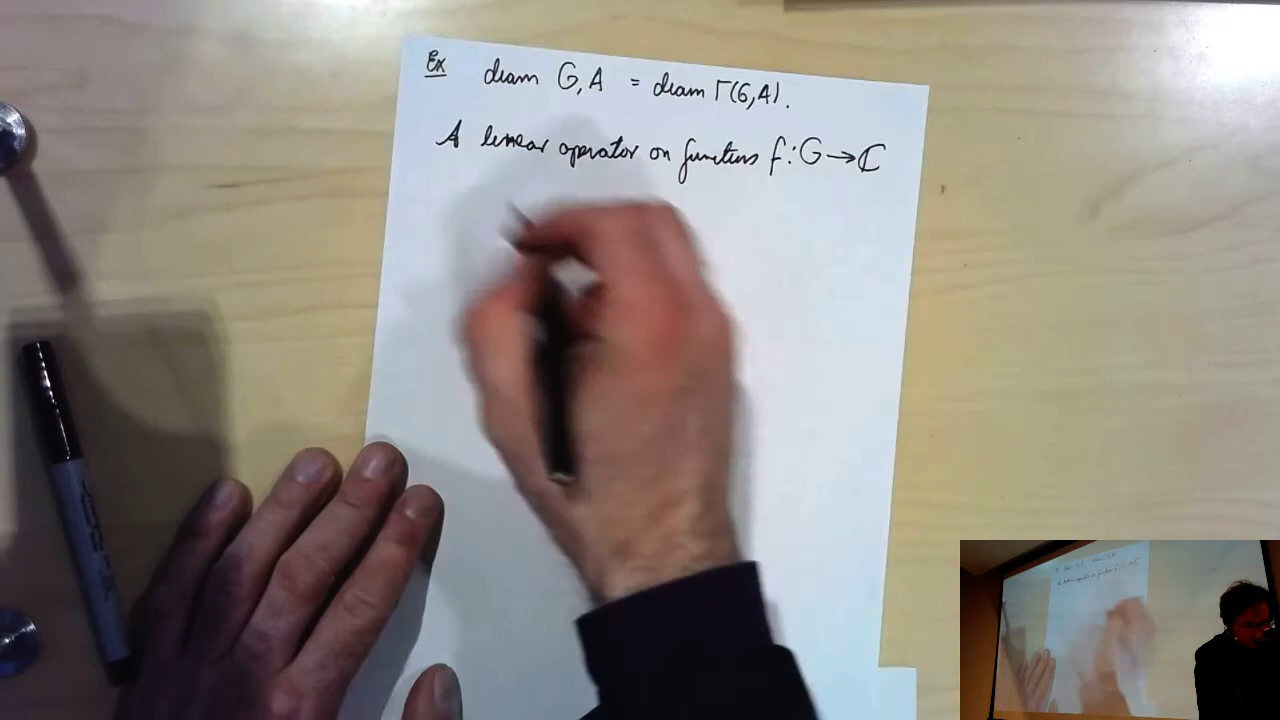 Ex diam G, A = diam Γ(G,A).
A linear operator on functions f: G→ℂ